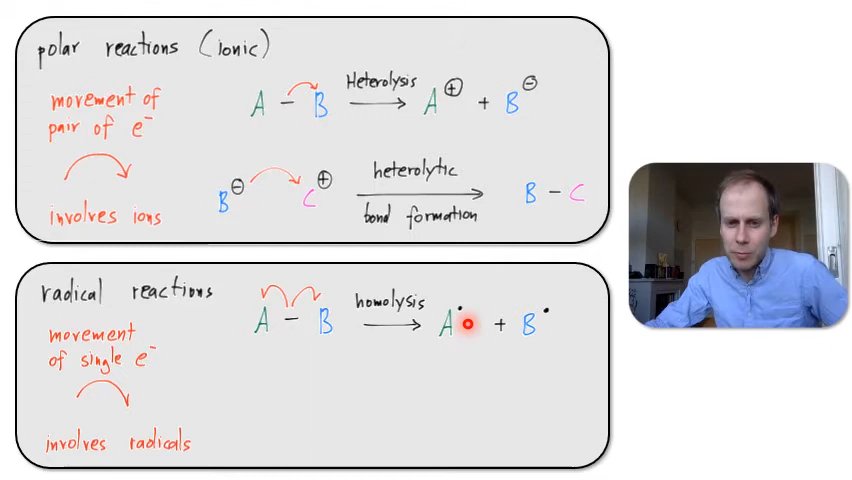 polar reactions (ionic)
movement of
pair of e⁻
involves ions
A − B Heterolysis A⊕ + B⊖
B⊖ C⊕ heterolytic bond formation B − C
radical reactions
movement
of single e⁻
involves radicals
A − B homolysis A• + B•